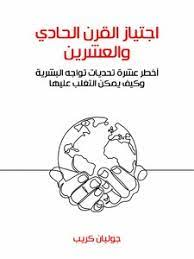 اجتياز القرن الحادي
والعشرين
أخطر عشرة تحديات تواجه البشرية
وكيف يمكن التغلب عليها
جوليان كريب